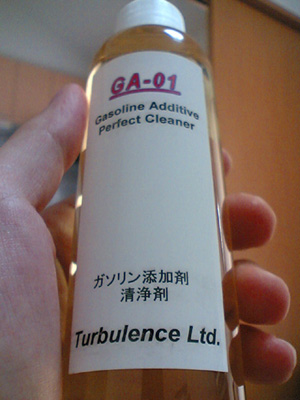 GA-01
Gasoline Additive
Perfect Cleaner
ガソリン添加剤
清浄剤
Turbulence Ltd.